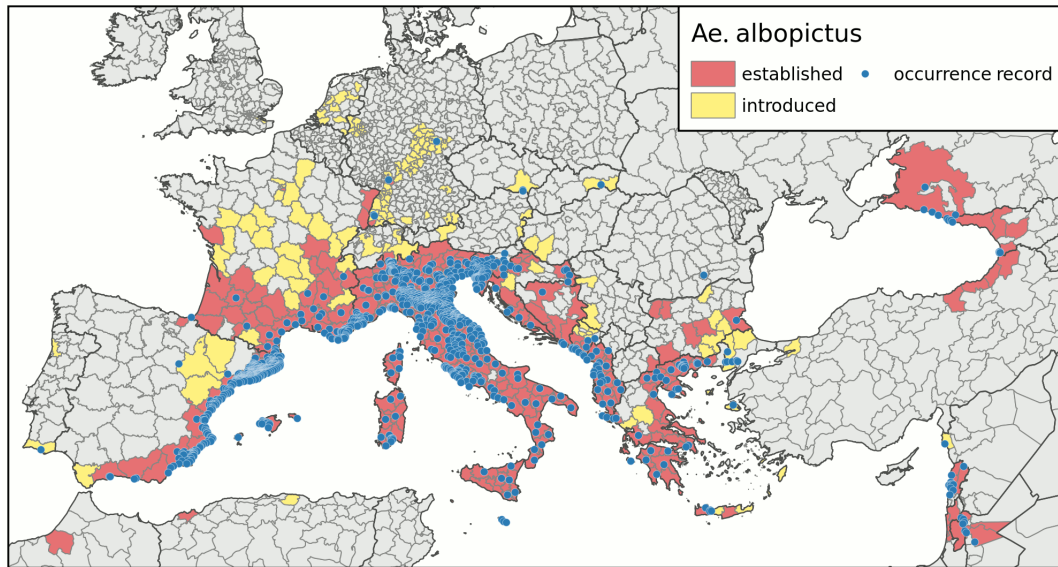 Ae. albopictus
established
occurrence record
introduced